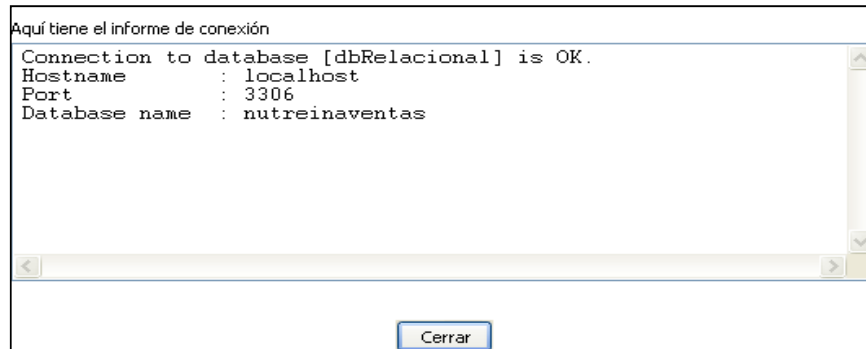 Aquí tiene el informe de conexión
Connection to database [dbRelacional] is OK.
Hostname : localhost
Port : 3306
Database name : nutreinaventas
Cerrar